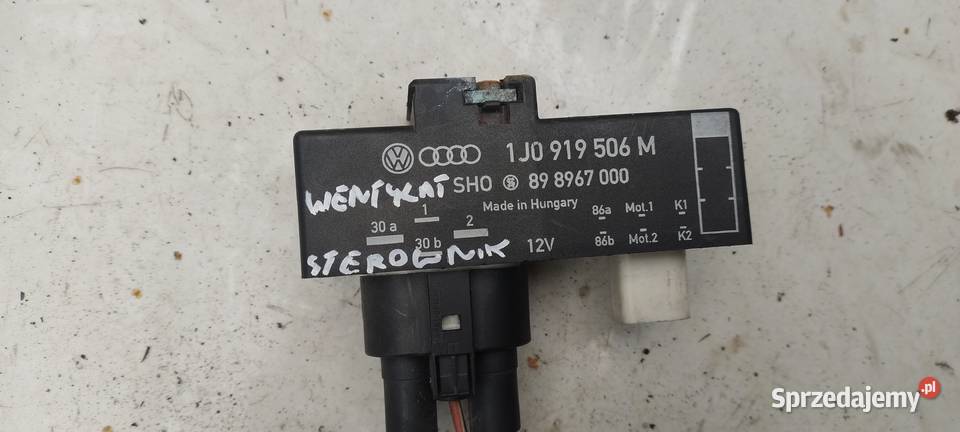 1J0 919 506 M
SHO 89 8967 000
WENTYLAT
Made in Hungary
30 a 1 2 86a Mot.1 K1
30 b 12V 86b Mot.2 K2
STEROWNIK
Sprzedajemy.pl